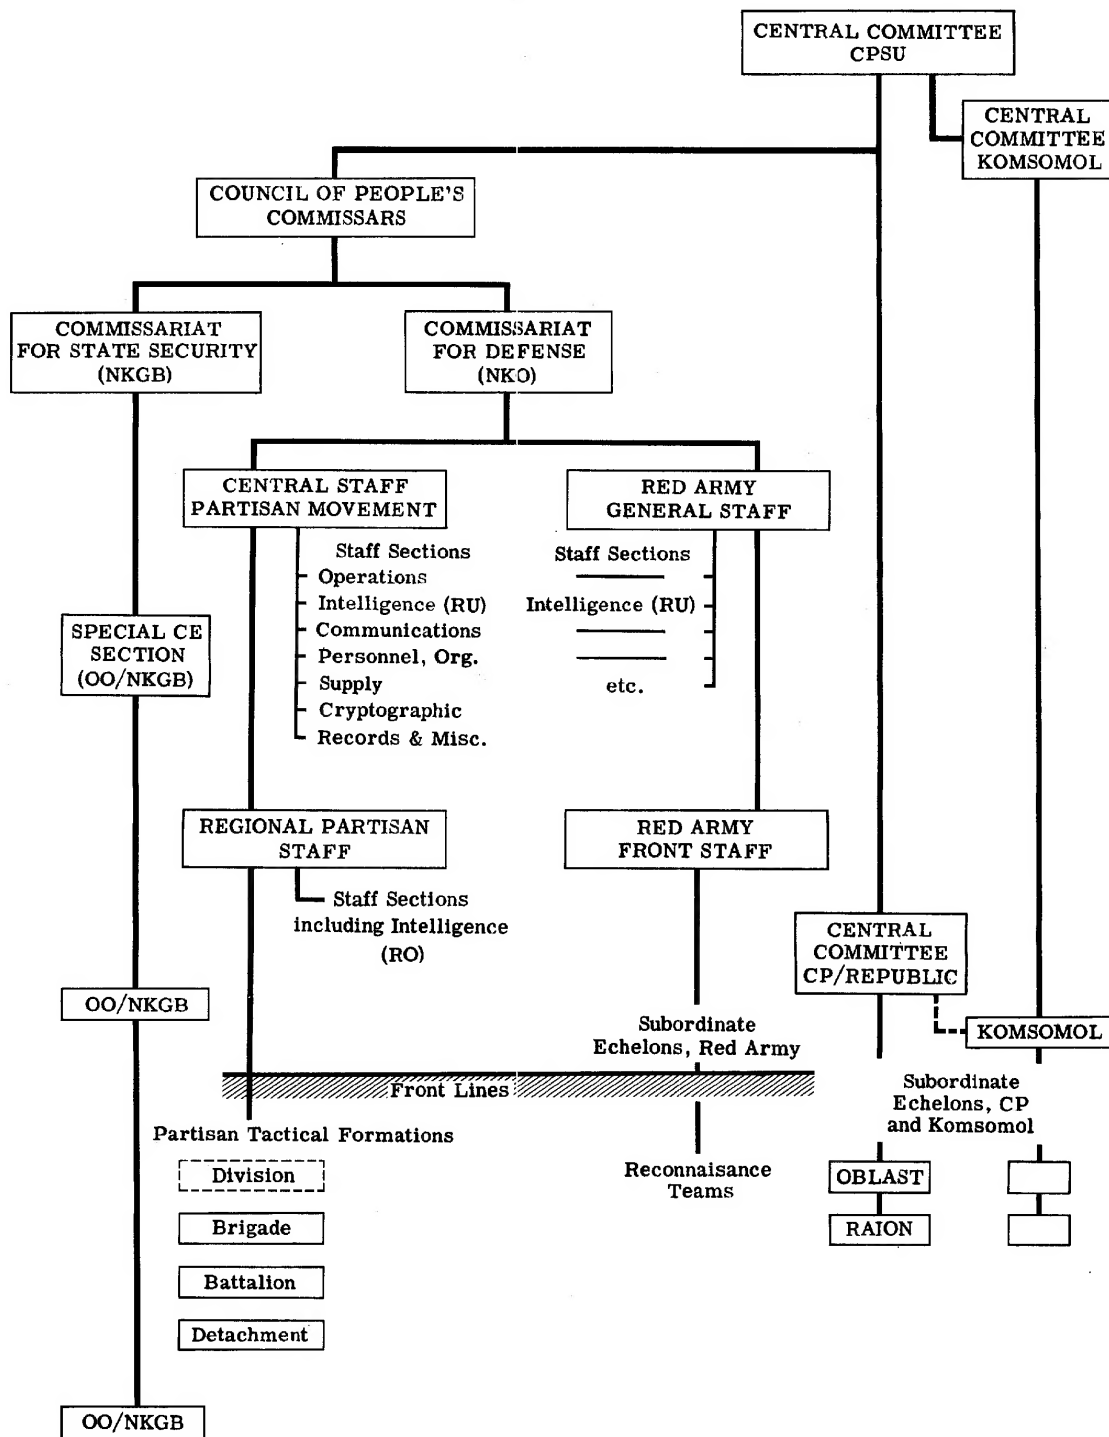 CENTRAL COMMITTEE
CPSU
CENTRAL
COMMITTEE
KOMSOMOL
COUNCIL OF PEOPLE'S
COMMISSARS
COMMISSARIAT
FOR STATE SECURITY
(NKGB)
COMMISSARIAT
FOR DEFENSE
(NKO)
CENTRAL STAFF
PARTISAN MOVEMENT
Staff Sections
Operations
Intelligence (RU)
Communications
Personnel, Org.
Supply
Cryptographic
Records & Misc.
RED ARMY
GENERAL STAFF
Staff Sections
Intelligence (RU)
etc.
SPECIAL CE
SECTION
(OO/NKGB)
REGIONAL PARTISAN
STAFF
Staff Sections
including Intelligence
(RO)
RED ARMY
FRONT STAFF
CENTRAL
COMMITTEE
CP/REPUBLIC
OO/NKGB
Subordinate
Echelons, Red Army
KOMSOMOL
Front Lines
Subordinate
Echelons, CP
and Komsomol
Partisan Tactical Formations
Division
Brigade
Battalion
Detachment
Reconnaisance
Teams
OBLAST
RAION
OO/NKGB